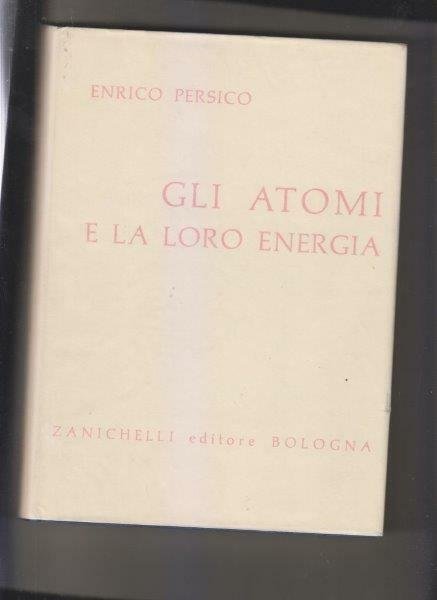 ENRICO PERSICO
GLI ATOMI
E LA LORO ENERGIA
ZANICHELLI editore BOLOGNA